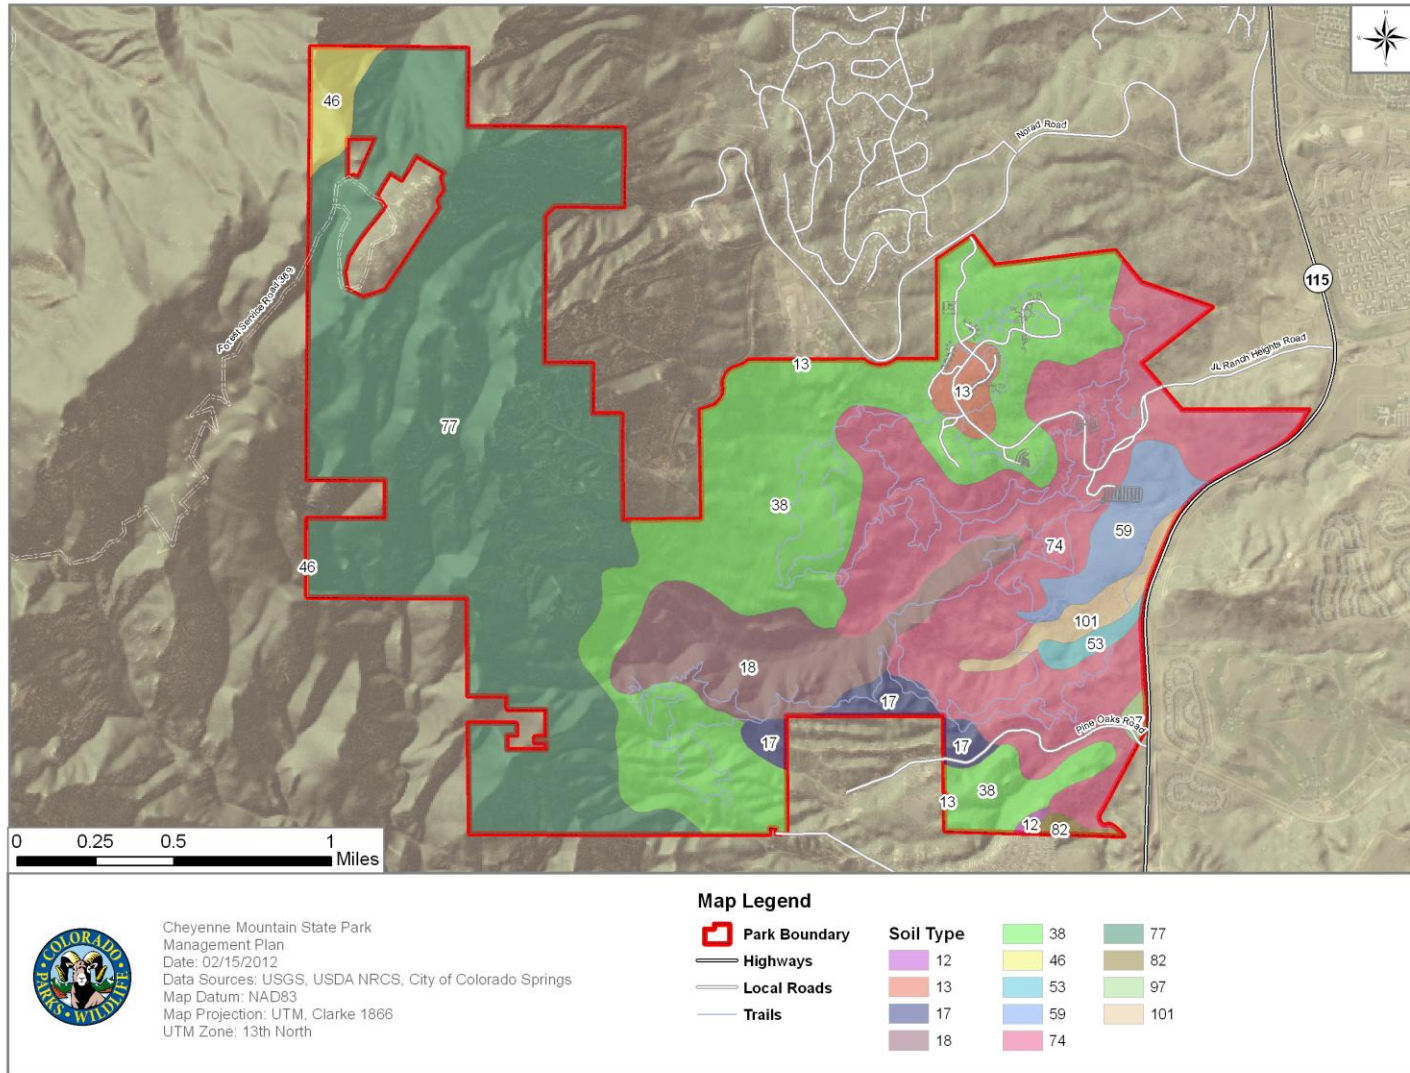 46
Norad Road
115
Forest Service Road 369
JL Ranch Heights Road
13
13
77
38
59
74
46
101
53
18
17
17
17
Pine Oaks Road
13
38
12
82
0 0.25 0.5 1
Miles
COLORADO
PARKS • WILDLIFE
Cheyenne Mountain State Park
Management Plan
Date: 02/15/2012
Data Sources: USGS, USDA NRCS, City of Colorado Springs
Map Datum: NAD83
Map Projection: UTM, Clarke 1866
UTM Zone: 13th North
Map Legend
Park Boundary
Highways
Local Roads
Trails
Soil Type
12
13
17
18
38
46
53
59
74
77
82
97
101